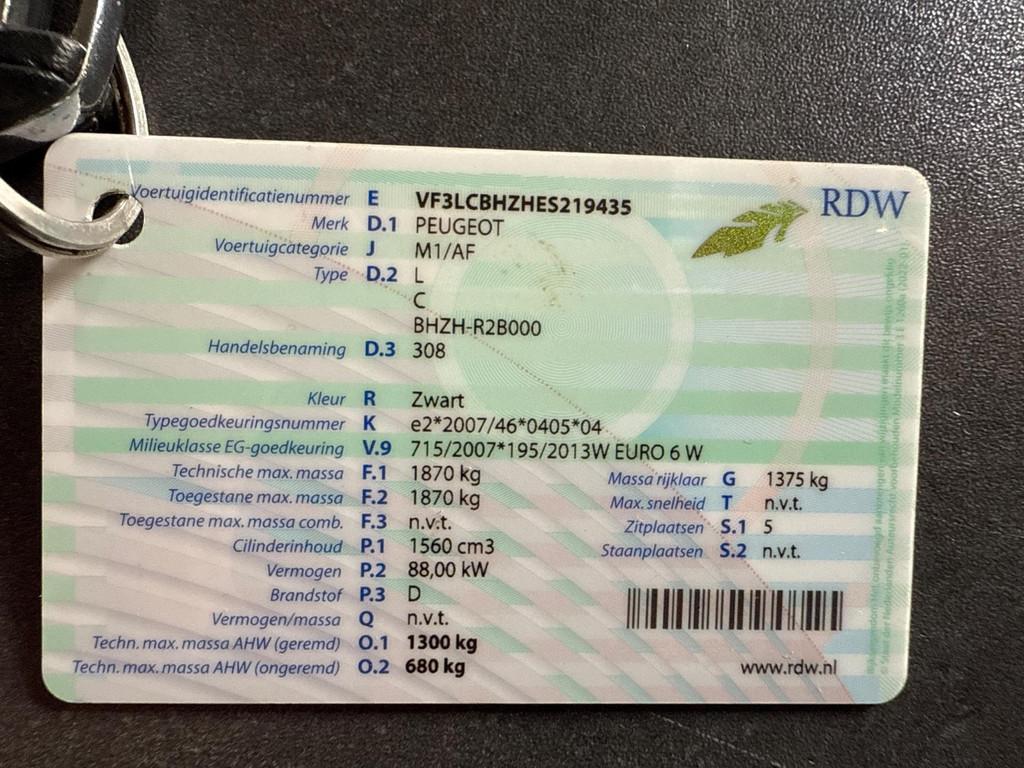 Voertuigidentificatienummer E VF3LCBHZHES219435
RDW
Merk D.1 PEUGEOT
Voertuigcategorie J M1/AF
Type D.2 L
C
BHZH-R2B000
Handelsbenaming D.3 308
Kleur R Zwart
Typegoedkeuringsnummer K e2*2007/46*0405*04
Milieuklasse EG-goedkeuring V.9 715/2007*195/2013W EURO 6 W
Technische max. massa F.1 1870 kg
Massa rijklaar G 1375 kg
Toegestane max. massa F.2 1870 kg
Max. snelheid T n.v.t.
Toegestane max. massa comb. F.3 n.v.t.
Zitplaatsen S.1 5
Cilinderinhoud P.1 1560 cm3
Staanplaatsen S.2 n.v.t.
Vermogen P.2 88,00 kW
Brandstof P.3 D
Vermogen/massa Q n.v.t.
Techn. max. massa AHW (geremd) O.1 1300 kg
Techn. max. massa AHW (ongeremd) O.2 680 kg
www.rdw.nl